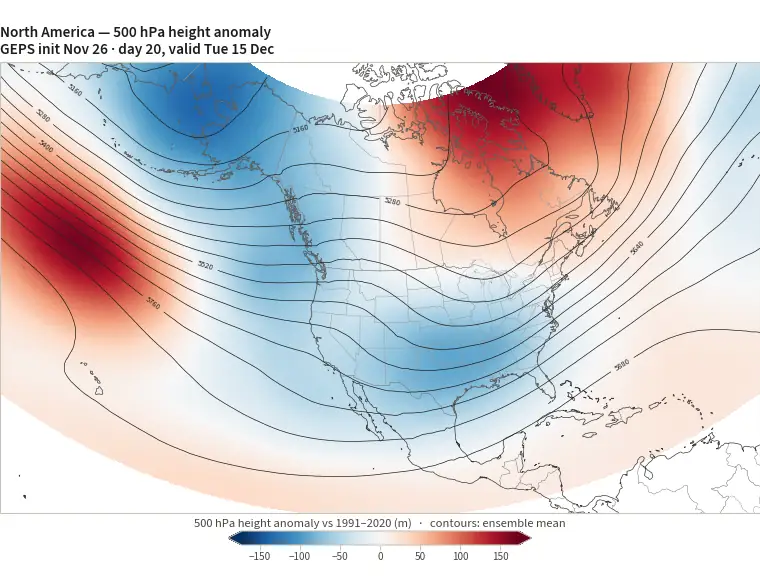 North America — 500 hPa height anomaly
GEPS init Nov 26 · day 20, valid Tue 15 Dec
5160
5280
5400
5160
5280
5520
5760
5640
5880
500 hPa height anomaly vs 1991–2020 (m) · contours: ensemble mean
−150 −100 −50 0 50 100 150